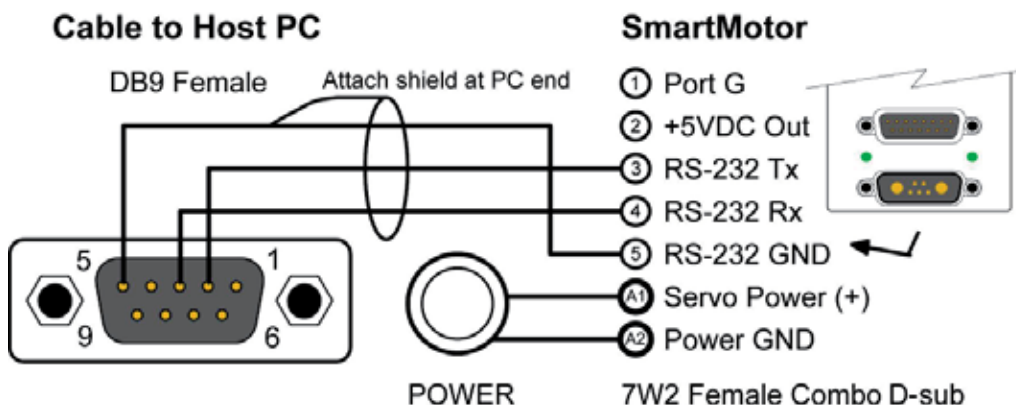 Cable to Host PC
SmartMotor
DB9 Female
Attach shield at PC end
1 Port G
2 +5VDC Out
3 RS-232 Tx
4 RS-232 Rx
5 RS-232 GND
A1 Servo Power (+)
A2 Power GND
5
1
9
6
POWER
7W2 Female Combo D-sub